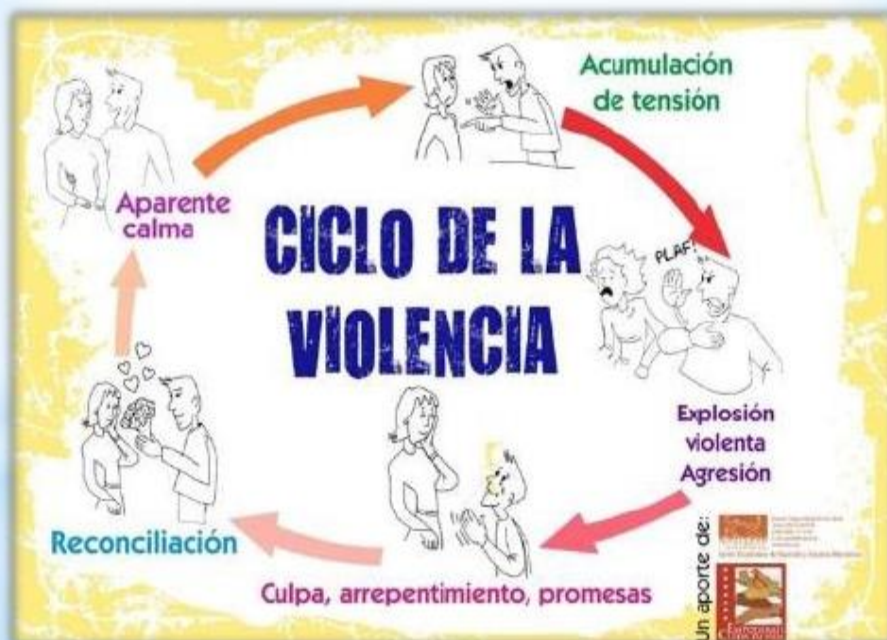 CICLO DE LA
VIOLENCIA
Acumulación
de tensión
PLAF!
Explosión
violenta
Agresión
Culpa, arrepentimiento, promesas
Reconciliación
Aparente
calma
Un aporte de: